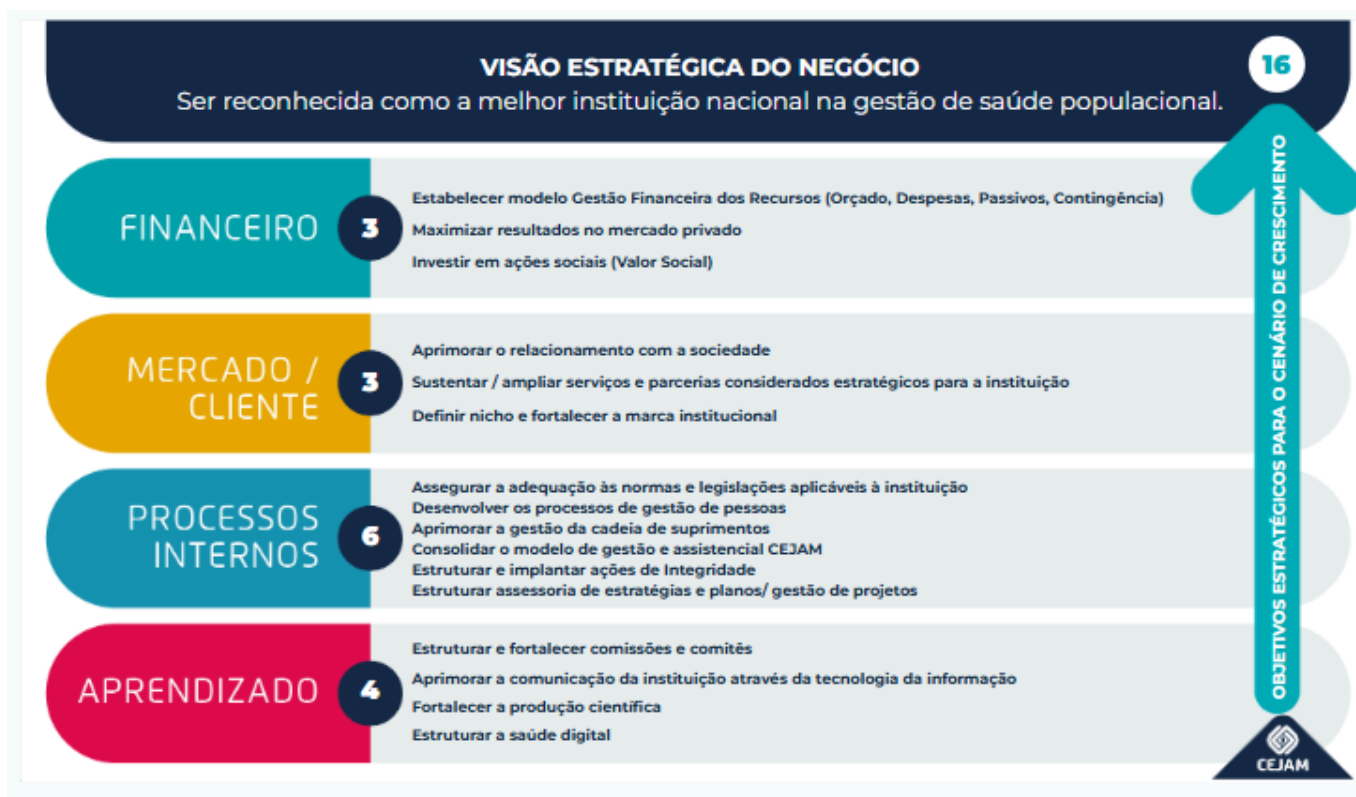 VISÃO ESTRATÉGICA DO NEGÓCIO
Ser reconhecida como a melhor instituição nacional na gestão de saúde populacional.
16
FINANCEIRO
3
Estabelecer modelo Gestão Financeira dos Recursos (Orçado, Despesas, Passivos, Contingência)
Maximizar resultados no mercado privado
Investir em ações sociais (Valor Social)
MERCADO /
CLIENTE
3
Aprimorar o relacionamento com a sociedade
Sustentar / ampliar serviços e parcerias considerados estratégicos para a instituição
Definir nicho e fortalecer a marca institucional
PROCESSOS
INTERNOS
6
Assegurar a adequação às normas e legislações aplicáveis à instituição
Desenvolver os processos de gestão de pessoas
Aprimorar a gestão da cadeia de suprimentos
Consolidar o modelo de gestão e assistencial CEJAM
Estruturar e implantar ações de Integridade
Estruturar assessoria de estratégias e planos/ gestão de projetos
APRENDIZADO
4
Estruturar e fortalecer comissões e comitês
Aprimorar a comunicação da instituição através da tecnologia da informação
Fortalecer a produção científica
Estruturar a saúde digital
OBJETIVOS ESTRATÉGICOS PARA O CENÁRIO DE CRESCIMENTO
CEJAM